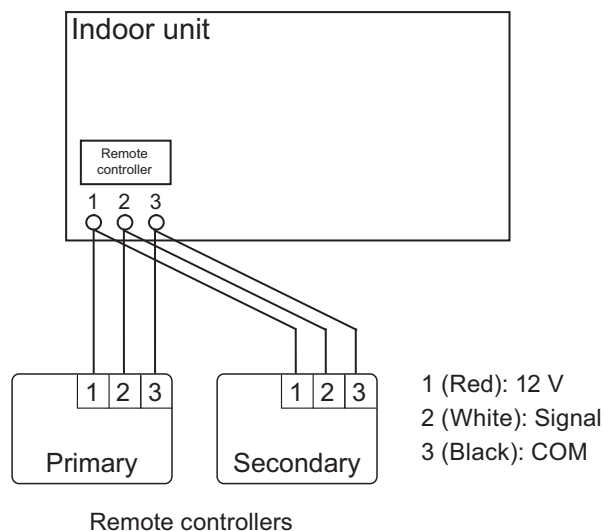 Indoor unit
Remote
controller
1 2 3
1 2 3
1 2 3
1 (Red): 12 V
2 (White): Signal
3 (Black): COM
Primary
Secondary
Remote controllers